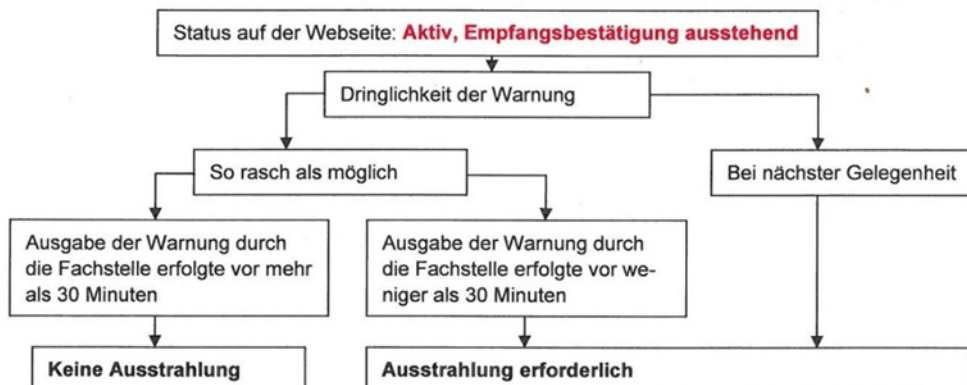 Status auf der Webseite: Aktiv, Empfangsbestätigung ausstehend
Dringlichkeit der Warnung
So rasch als möglich
Bei nächster Gelegenheit
Ausgabe der Warnung durch
die Fachstelle erfolgte vor mehr
als 30 Minuten
Ausgabe der Warnung durch
die Fachstelle erfolgte vor we-
niger als 30 Minuten
Keine Ausstrahlung
Ausstrahlung erforderlich